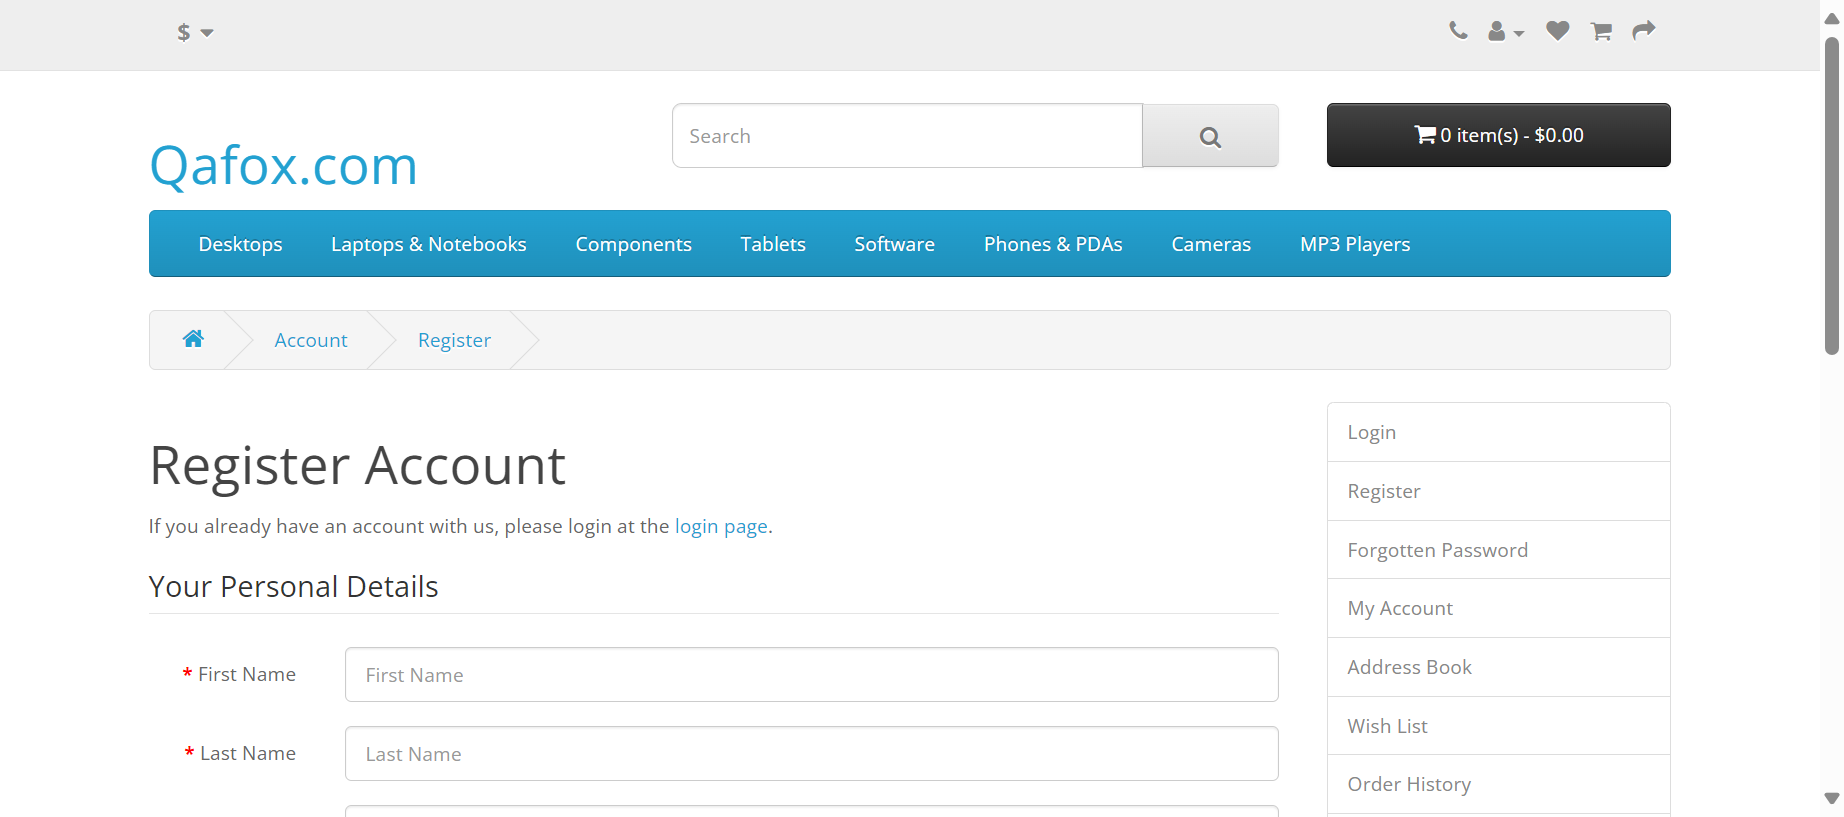 $
Search
0 item(s) - $0.00
Qafox.com
Desktops Laptops & Notebooks Components Tablets Software Phones & PDAs Cameras MP3 Players
Account Register
Register Account
If you already have an account with us, please login at the login page.
Your Personal Details
* First Name First Name
* Last Name Last Name
Login
Register
Forgotten Password
My Account
Address Book
Wish List
Order History